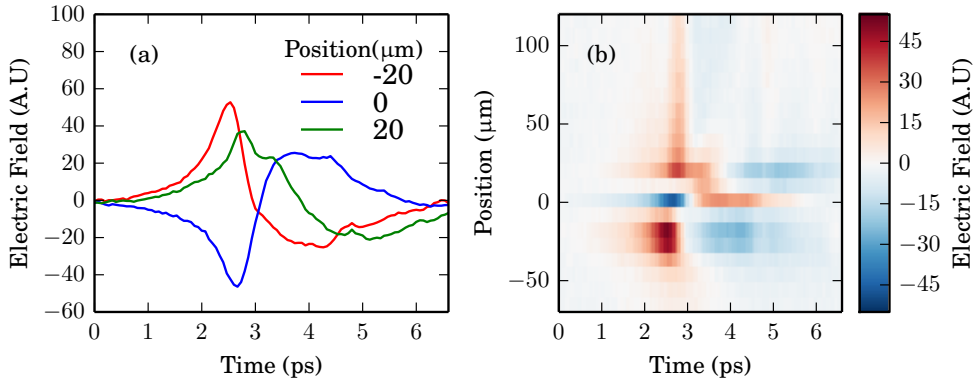 100
80
60
40
20
0
−20
−40
−60
Electric Field (A.U)
(a)
Position(μm)
-20
0
20
0 1 2 3 4 5 6
Time (ps)
100
50
0
−50
Position (μm)
(b)
0 1 2 3 4 5 6
Time (ps)
45
30
15
0
−15
−30
−45
Electric Field (A.U)